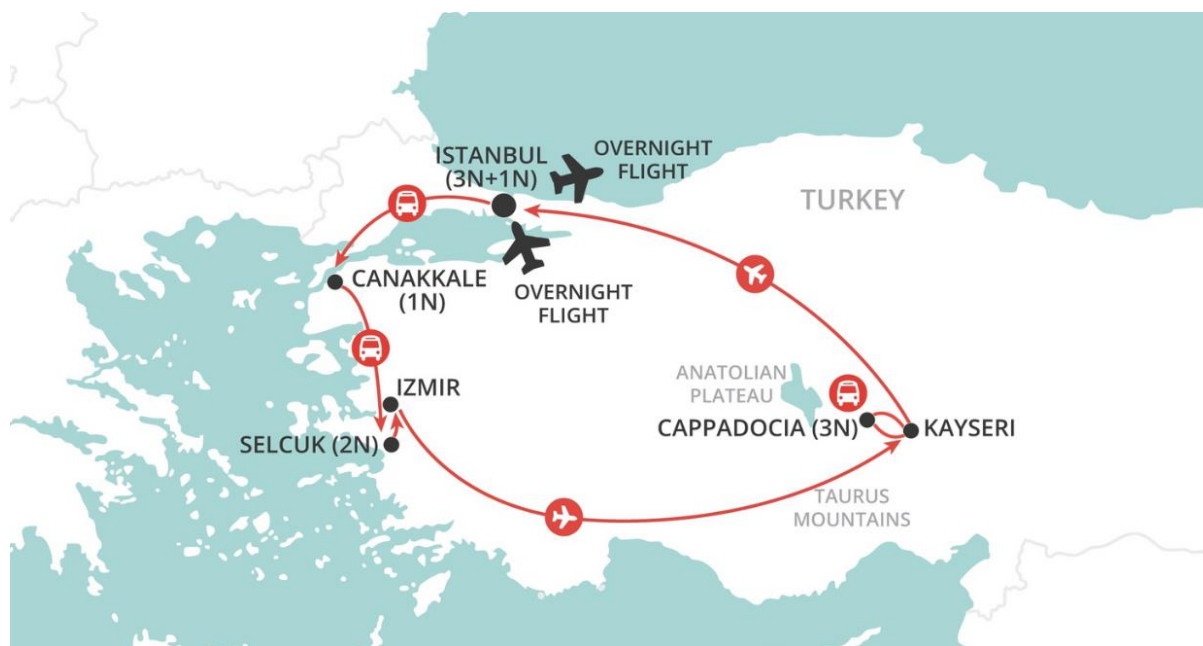 ISTANBUL
(3N+1N)
OVERNIGHT
FLIGHT
TURKEY
CANAKKALE
(1N)
OVERNIGHT
FLIGHT
IZMIR
SELCUK (2N)
ANATOLIAN
PLATEAU
CAPPADOCIA (3N)
KAYSERI
TAURUS
MOUNTAINS